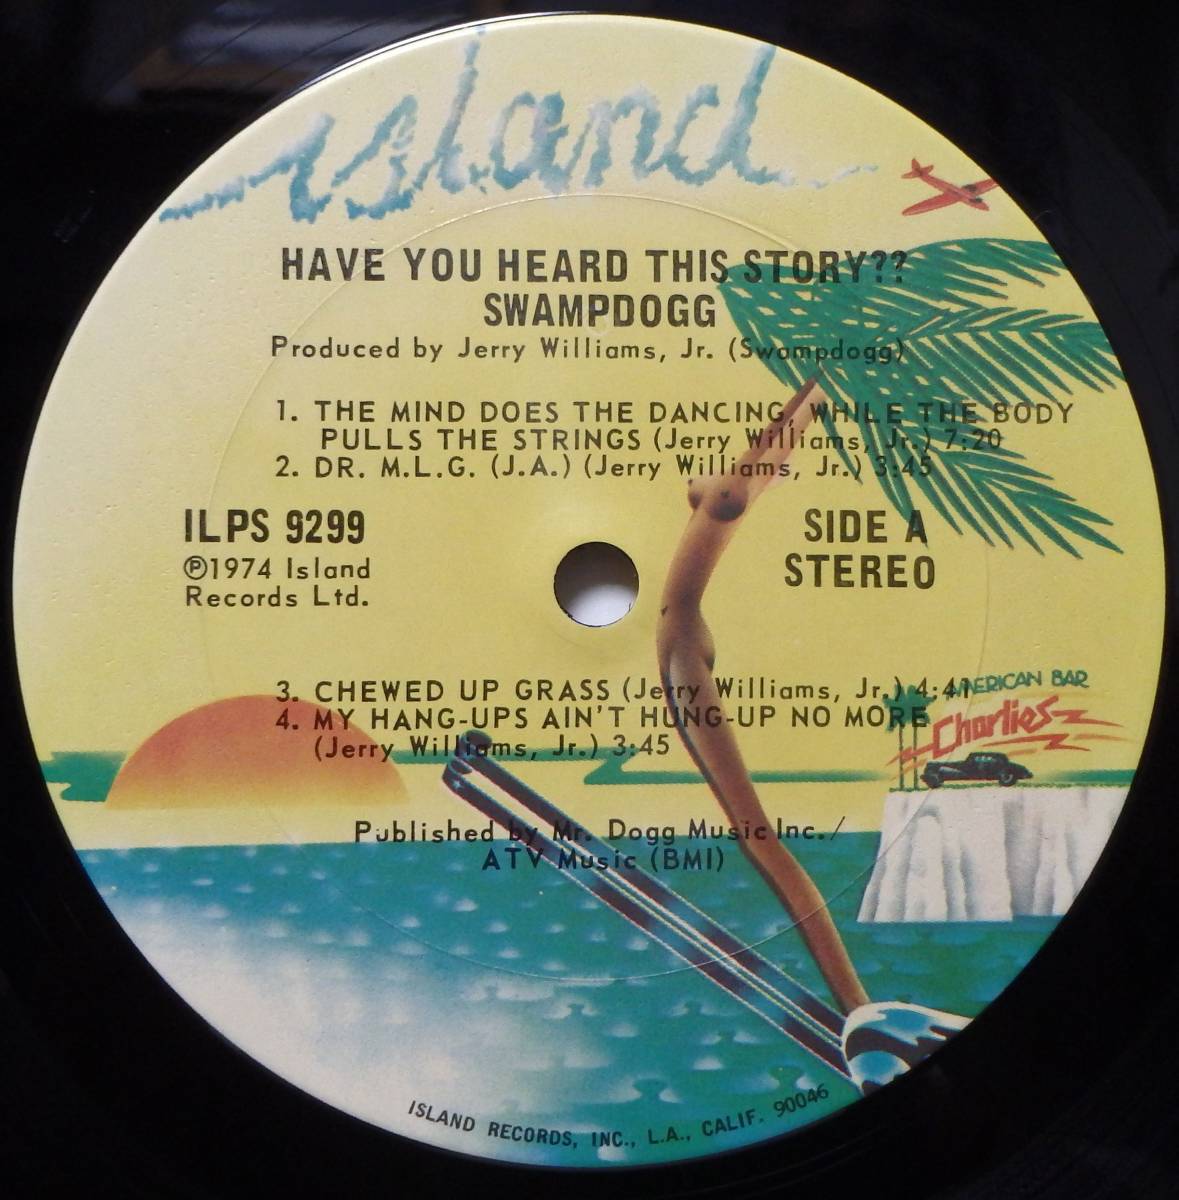 island
HAVE YOU HEARD THIS STORY??
SWAMPDOGG
Produced by Jerry Williams, Jr. (Swampdogg)
1. THE MIND DOES THE DANCING, WHILE THE BODY
PULLS THE STRINGS (Jerry Williams, Jr.) 7:20
2. DR. M.L.G. (J.A.) (Jerry Williams, Jr.) 3:45
ILPS 9299
℗1974 Island
Records Ltd.
SIDE A
STEREO
3. CHEWED UP GRASS (Jerry Williams, Jr.) 4:41
4. MY HANG-UPS AIN'T HUNG-UP NO MORE
(Jerry Williams, Jr.) 3:45
AMERICAN BAR
Charlies
Published by Mr. Dogg Music Inc./
ATV Music (BMI)
ISLAND RECORDS, INC., L.A., CALIF. 90046